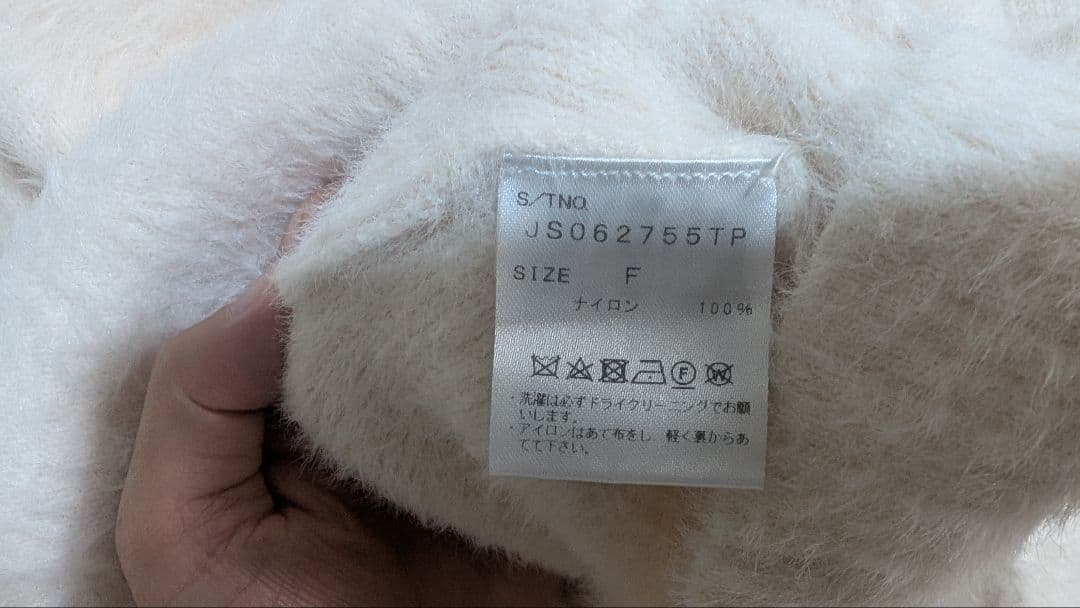 S/TNO.
JS062755TP
SIZE F
ナイロン 100%
F W
・洗濯は必ずドライクリーニングでお願
いします。
・アイロンはあて布をし 軽く裏からあ
てて下さい。